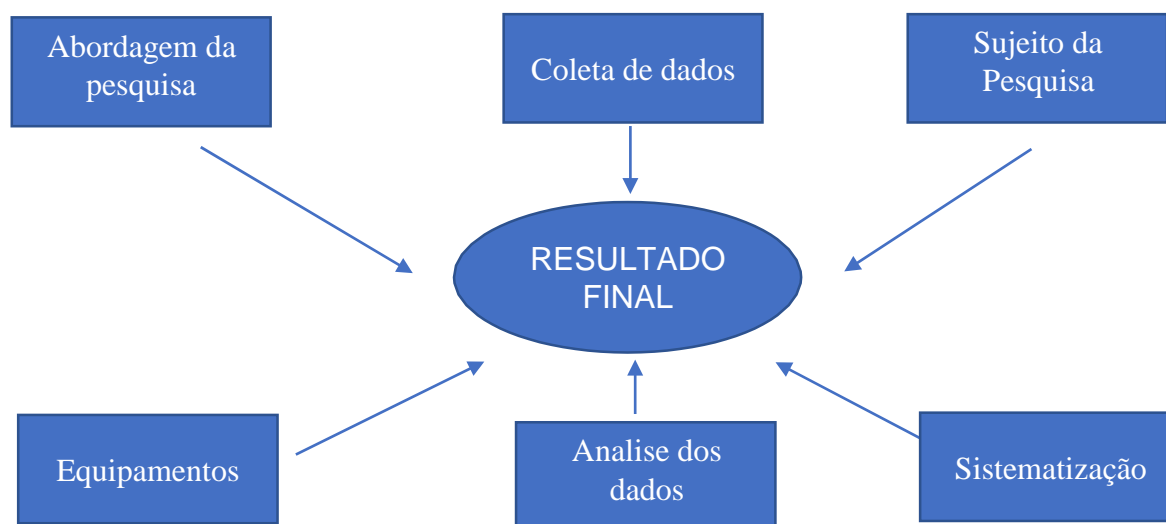 Abordagem da
pesquisa
Coleta de dados
Sujeito da
Pesquisa
RESULTADO
FINAL
Equipamentos
Analise dos
dados
Sistematização